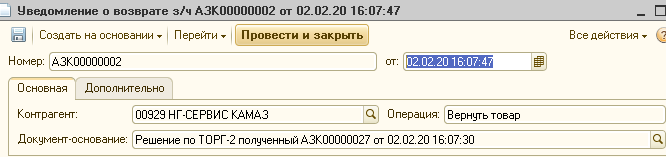 Уведомление о возврате з/ч АЗК00000002 от 02.02.20 16:07:47
Создать на основании Перейти Провести и закрыть Все действия
Номер: АЗК00000002 от: 02.02.20 16:07:47
Основная Дополнительно
Контрагент: 00929 НГ-СЕРВИС КАМАЗ Операция: Вернуть товар
Документ-основание: Решение по ТОРГ-2 полученный АЗК00000027 от 02.02.20 16:07:30